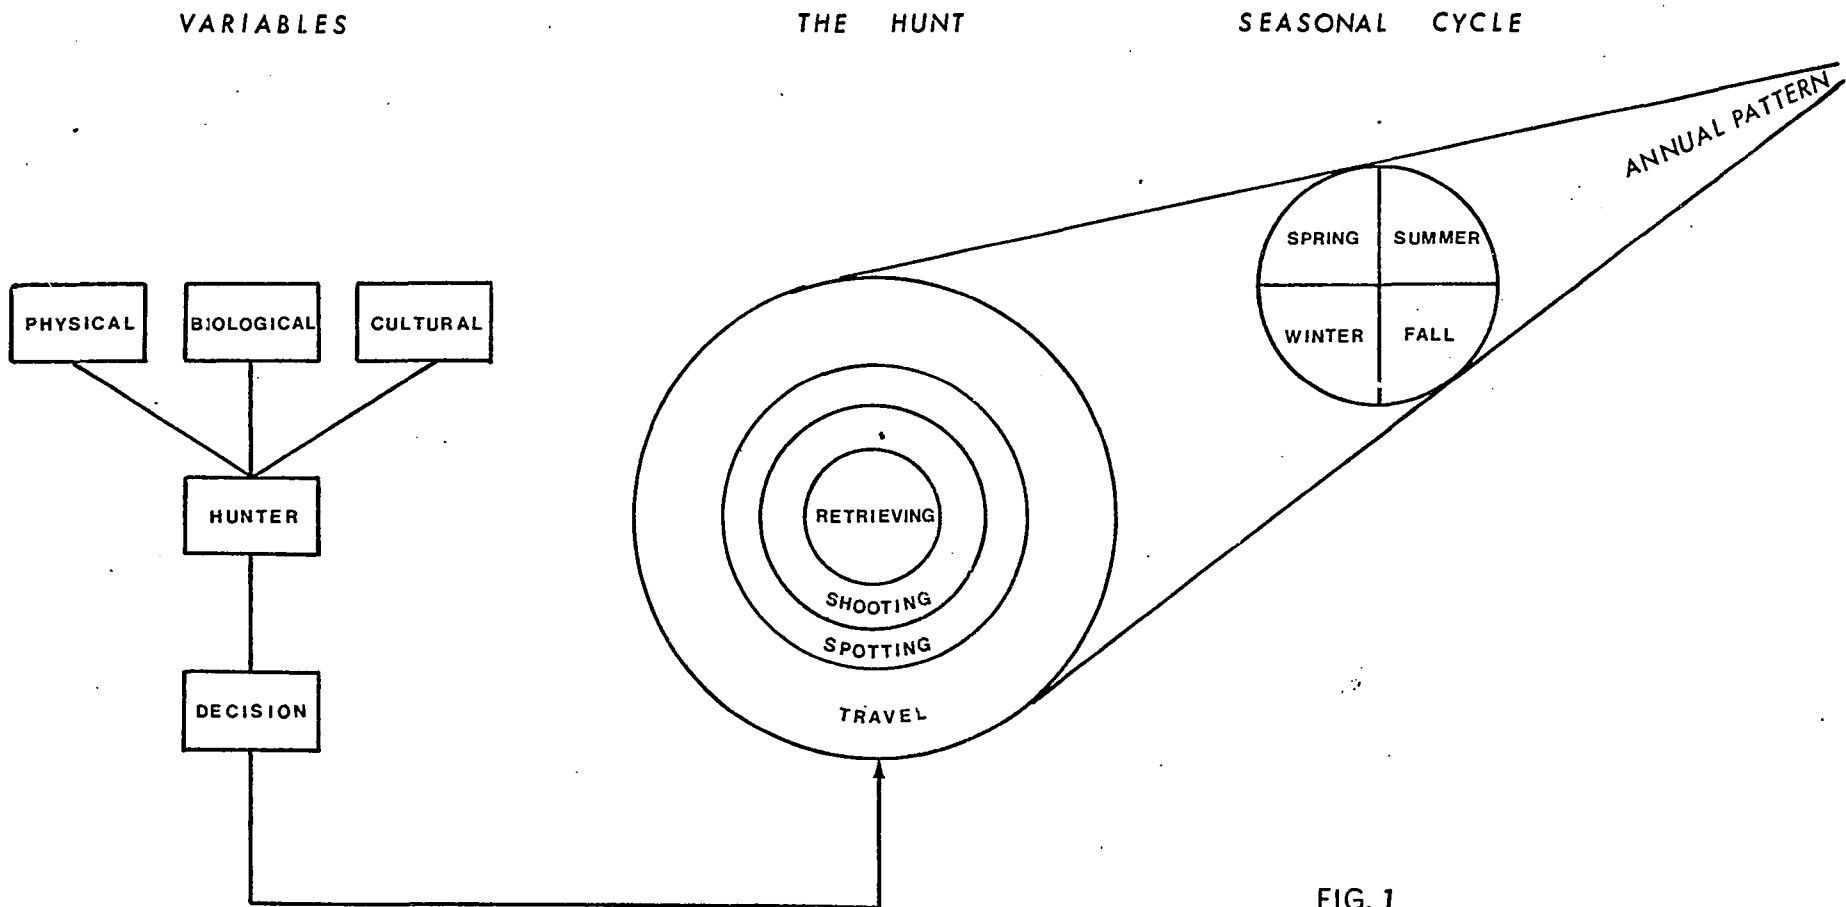 VARIABLES
THE HUNT
SEASONAL CYCLE
ANNUAL PATTERN
SPRING
SUMMER
WINTER
FALL
PHYSICAL
BIOLOGICAL
CULTURAL
HUNTER
DECISION
RETRIEVING
SHOOTING
SPOTTING
TRAVEL
FIG. 1